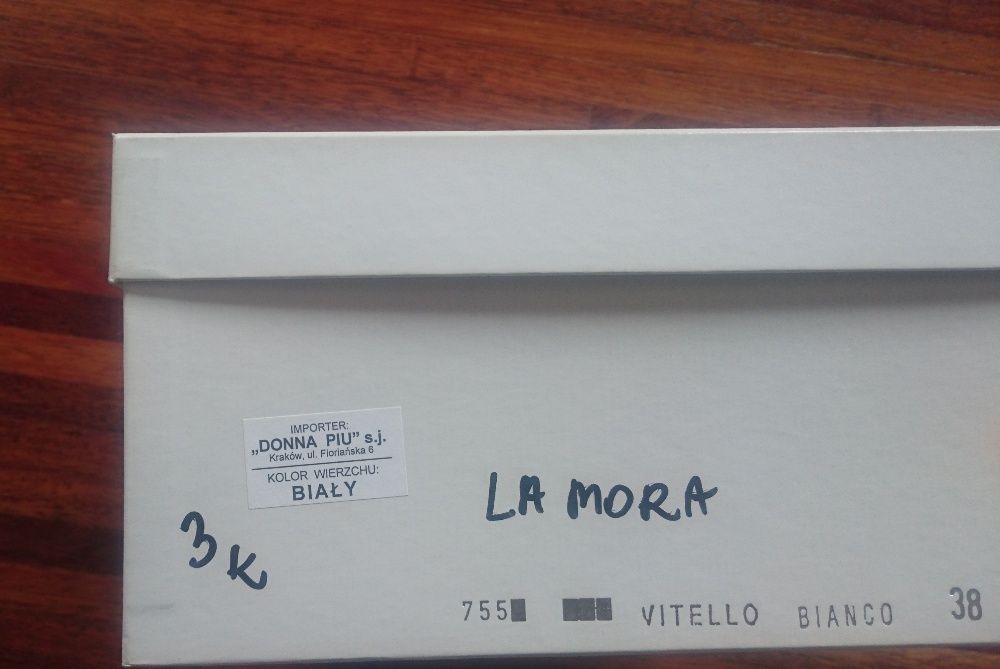 IMPORTER:
„DONNA PIU” s.j.
Kraków, ul. Floriańska 6
KOLOR WIERZCHU:
BIAŁY
LA MORA
3 K
755 VITELLO BIANCO 38